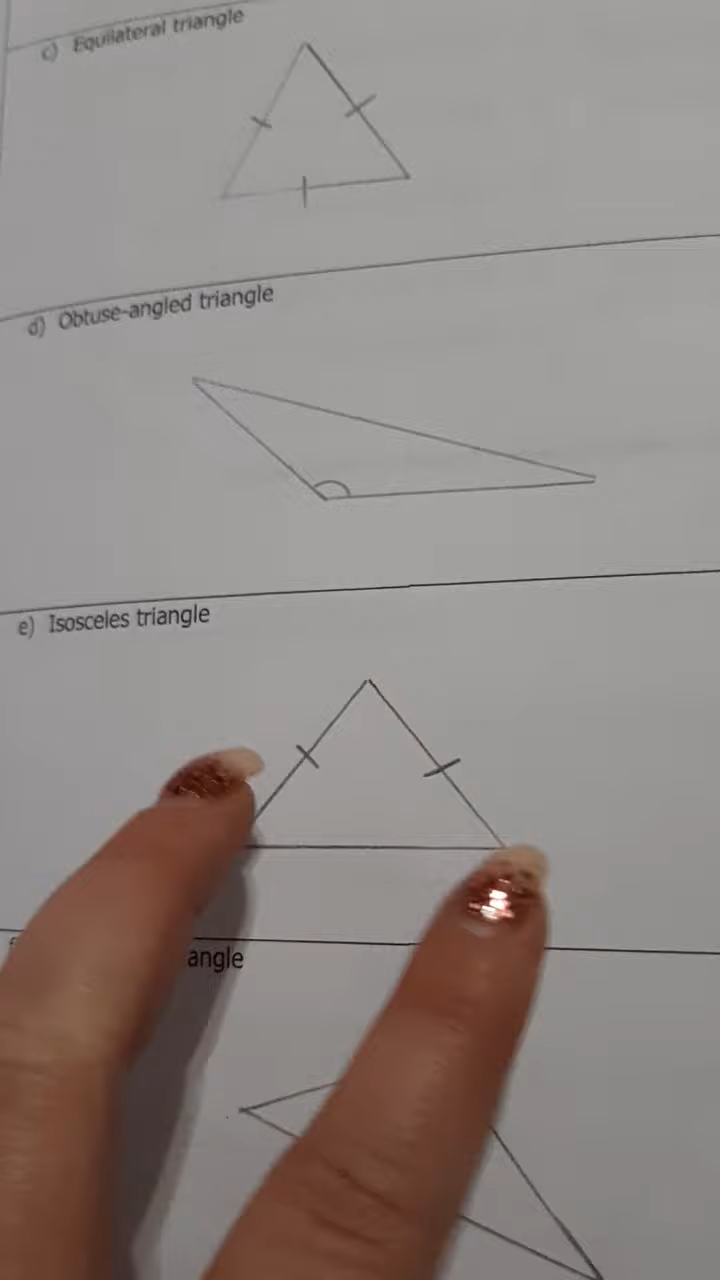 c) Equilateral triangle
d) Obtuse-angled triangle
e) Isosceles triangle
angle